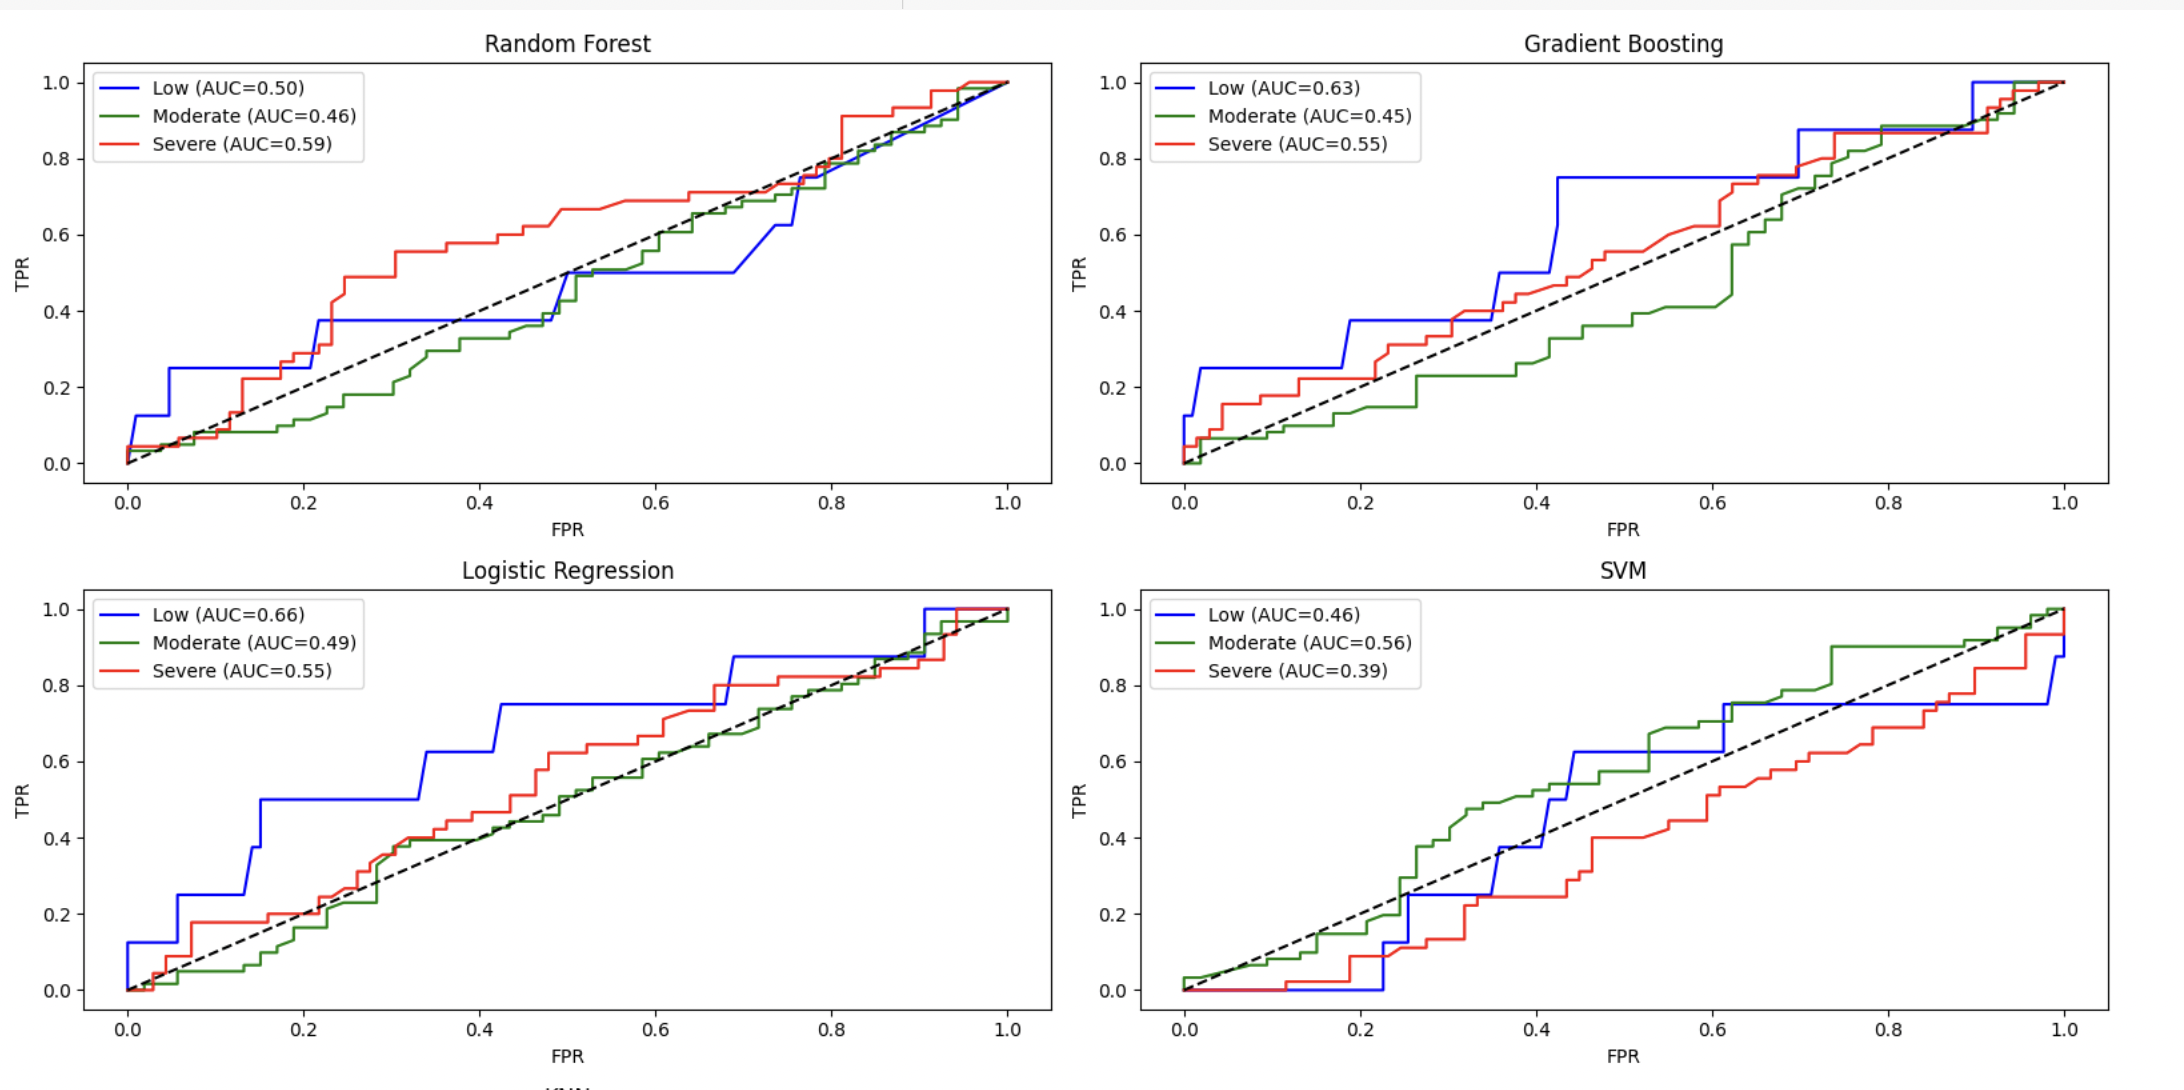 Random Forest
Low (AUC=0.50)
Moderate (AUC=0.46)
Severe (AUC=0.59)
TPR
1.0
0.8
0.6
0.4
0.2
0.0
0.0 0.2 0.4 0.6 0.8 1.0
FPR
Gradient Boosting
Low (AUC=0.63)
Moderate (AUC=0.45)
Severe (AUC=0.55)
TPR
1.0
0.8
0.6
0.4
0.2
0.0
0.0 0.2 0.4 0.6 0.8 1.0
FPR
Logistic Regression
Low (AUC=0.66)
Moderate (AUC=0.49)
Severe (AUC=0.55)
TPR
1.0
0.8
0.6
0.4
0.2
0.0
0.0 0.2 0.4 0.6 0.8 1.0
FPR
SVM
Low (AUC=0.46)
Moderate (AUC=0.56)
Severe (AUC=0.39)
TPR
1.0
0.8
0.6
0.4
0.2
0.0
0.0 0.2 0.4 0.6 0.8 1.0
FPR